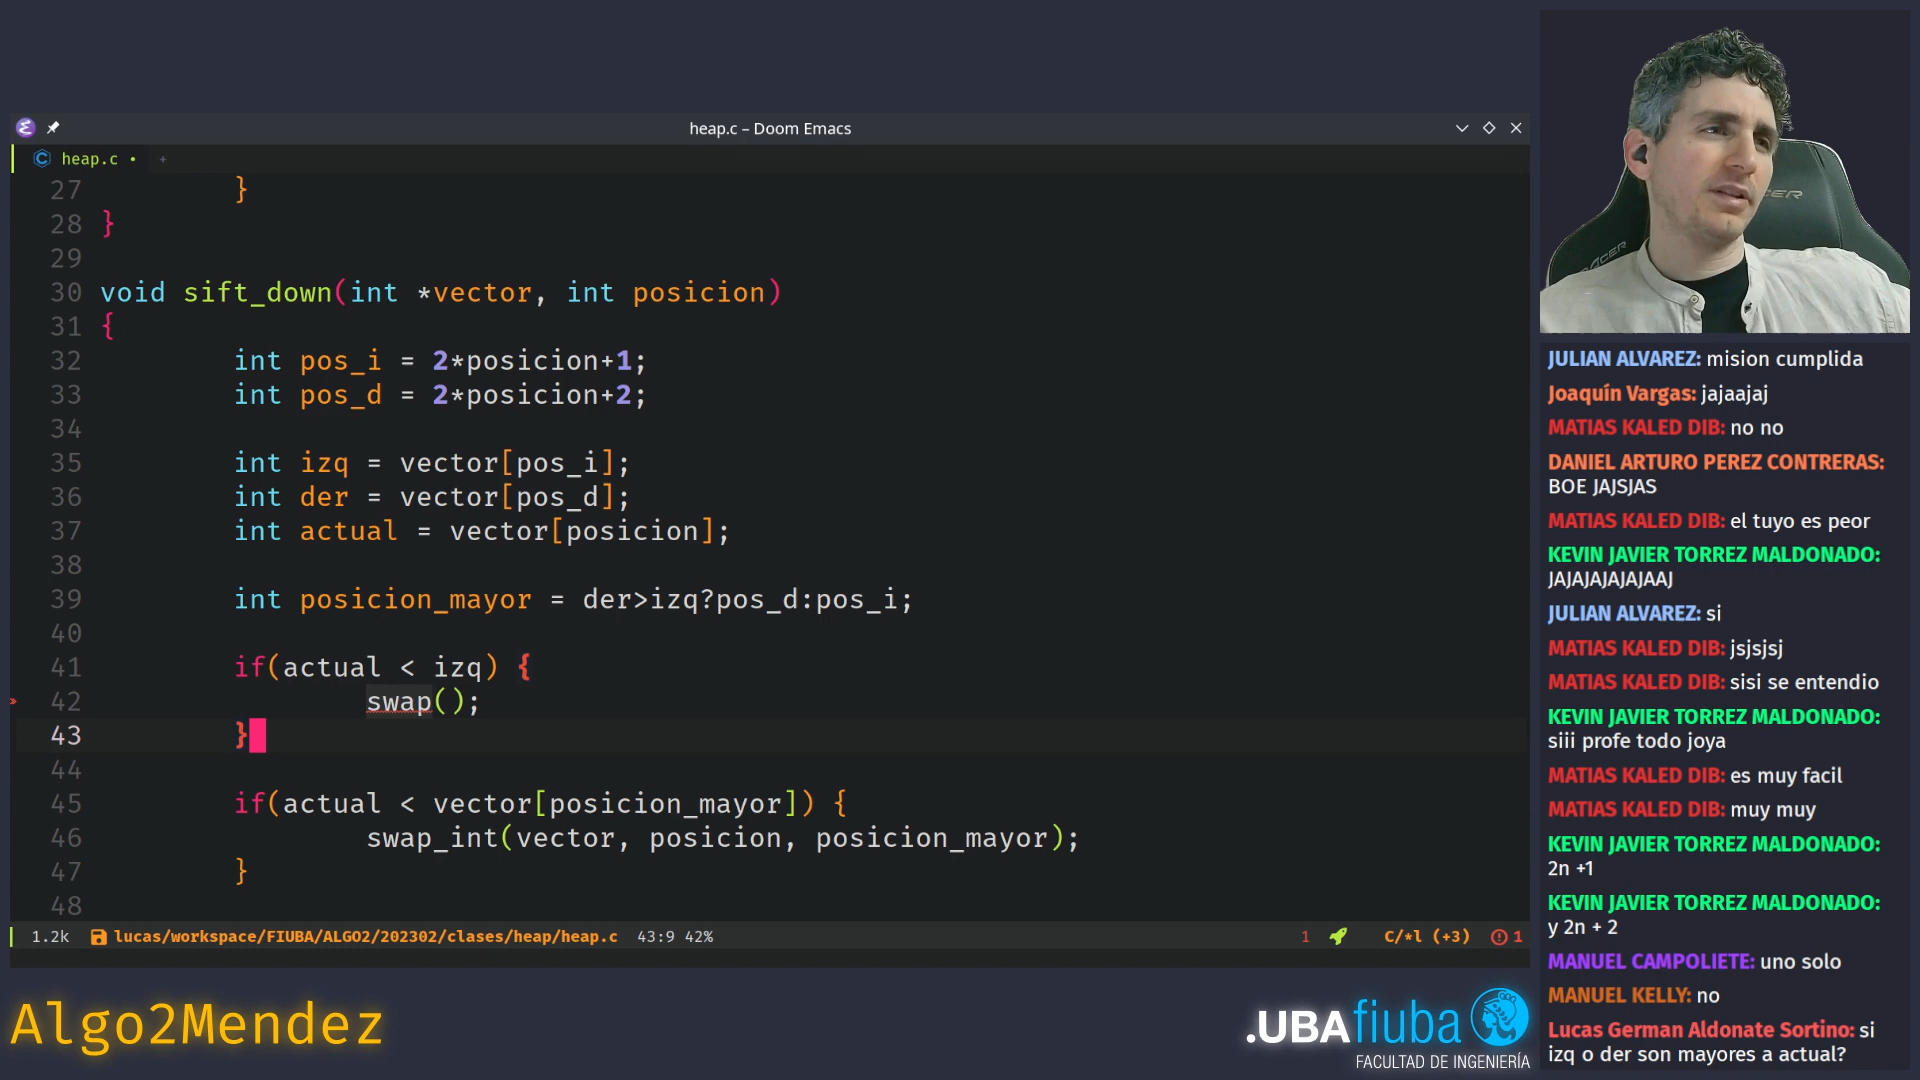 heap.c – Doom Emacs
heap.c • +
27 }
28 }
29
30 void sift_down(int *vector, int posicion)
31 {
32 int pos_i = 2*posicion+1;
33 int pos_d = 2*posicion+2;
34
35 int izq = vector[pos_i];
36 int der = vector[pos_d];
37 int actual = vector[posicion];
38
39 int posicion_mayor = der>izq?pos_d:pos_i;
40
41 if(actual < izq) {
42 swap();
43 }
44
45 if(actual < vector[posicion_mayor]) {
46 swap_int(vector, posicion, posicion_mayor);
47 }
48
1.2k lucas/workspace/FIUBA/ALGO2/202302/clases/heap/heap.c 43:9 42% 1 C/*l (+3) 1
Algo2Mendez
.UBAfiuba
FACULTAD DE INGENIERÍA
JULIAN ALVAREZ: mision cumplida
Joaquín Vargas: jajaajaj
MATIAS KALED DIB: no no
DANIEL ARTURO PEREZ CONTRERAS:
BOE JAJSJAS
MATIAS KALED DIB: el tuyo es peor
KEVIN JAVIER TORREZ MALDONADO:
JAJAJAJAJAJAAJ
JULIAN ALVAREZ: si
MATIAS KALED DIB: jsjsjsj
MATIAS KALED DIB: sisi se entendio
KEVIN JAVIER TORREZ MALDONADO:
siii profe todo joya
MATIAS KALED DIB: es muy facil
MATIAS KALED DIB: muy muy
KEVIN JAVIER TORREZ MALDONADO:
2n +1
KEVIN JAVIER TORREZ MALDONADO:
y 2n + 2
MANUEL CAMPOLIETE: uno solo
MANUEL KELLY: no
Lucas German Aldonate Sortino: si
izq o der son mayores a actual?